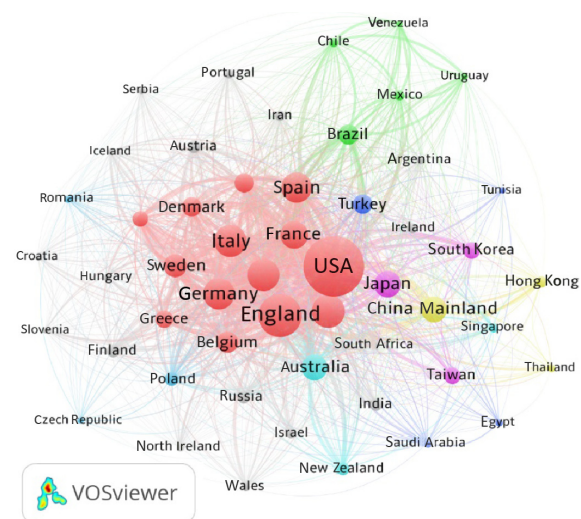 Venezuela
Chile
Uruguay
Portugal
Serbia
Mexico
Iran
Brazil
Austria
Iceland
Argentina
Spain
Tunisia
Romania
Turkey
Denmark
Ireland
France
Italy
South Korea
Croatia
USA
Sweden
Hungary
Japan
Hong Kong
Germany
China Mainland
England
Greece
Singapore
Slovenia
Belgium
South Africa
Finland
Australia
Thailand
Taiwan
Poland
Russia
India
Czech Republic
Egypt
Israel
Saudi Arabia
North Ireland
New Zealand
Wales
VOSviewer